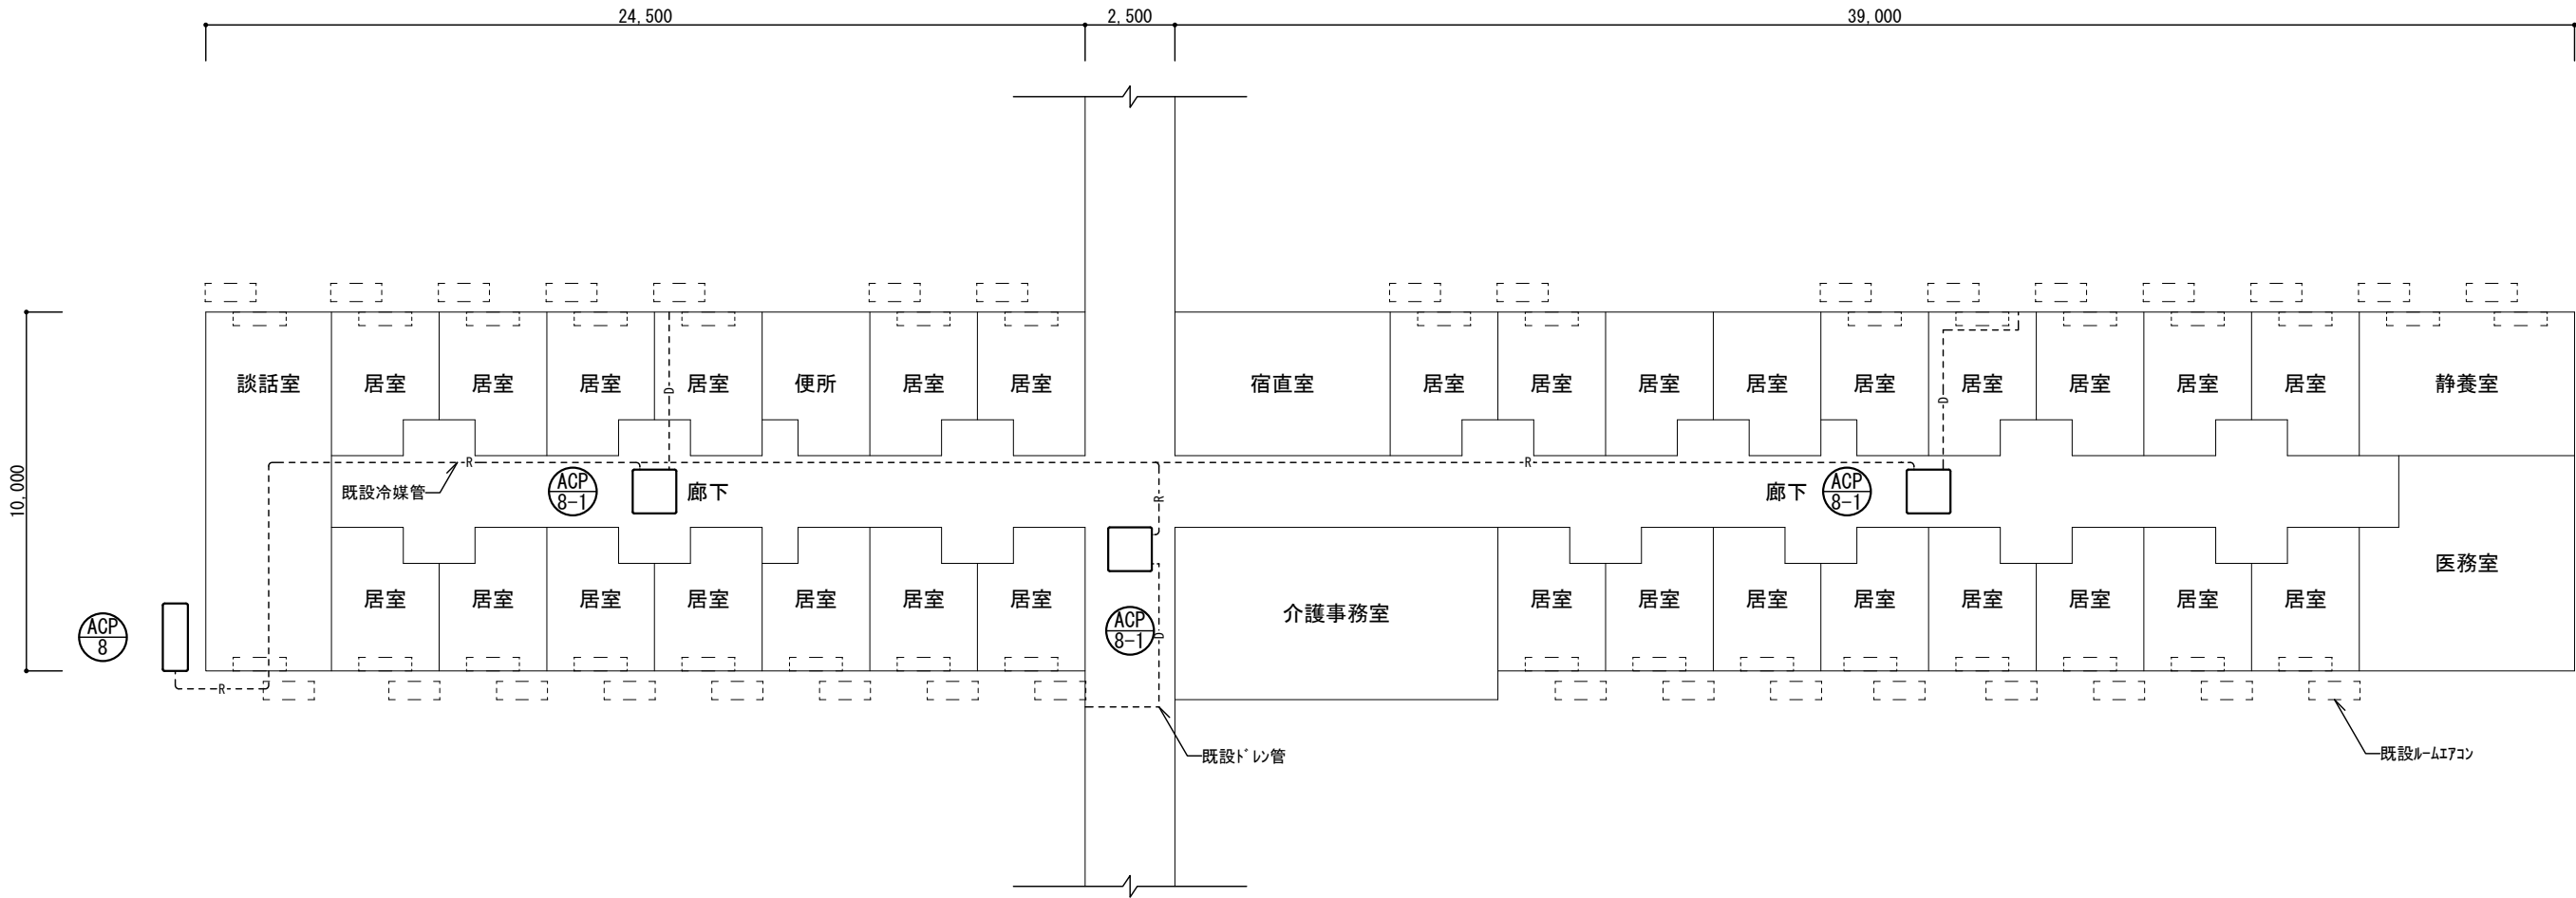 24,500
2,500
39,000
10,000
談話室
居室
居室
居室
居室
便所
居室
居室
宿直室
居室
居室
居室
居室
居室
居室
居室
居室
居室
静養室
D
D
R
R
既設冷媒管
ACP
8-1
廊下
R
廊下
ACP
8-1
医務室
居室
居室
居室
居室
居室
居室
居室
介護事務室
居室
居室
居室
居室
居室
居室
居室
居室
ACP
8
ACP
8-1
D
R
既設ﾄﾞﾚﾝ管
既設ﾙｰﾑｴｱｺﾝ